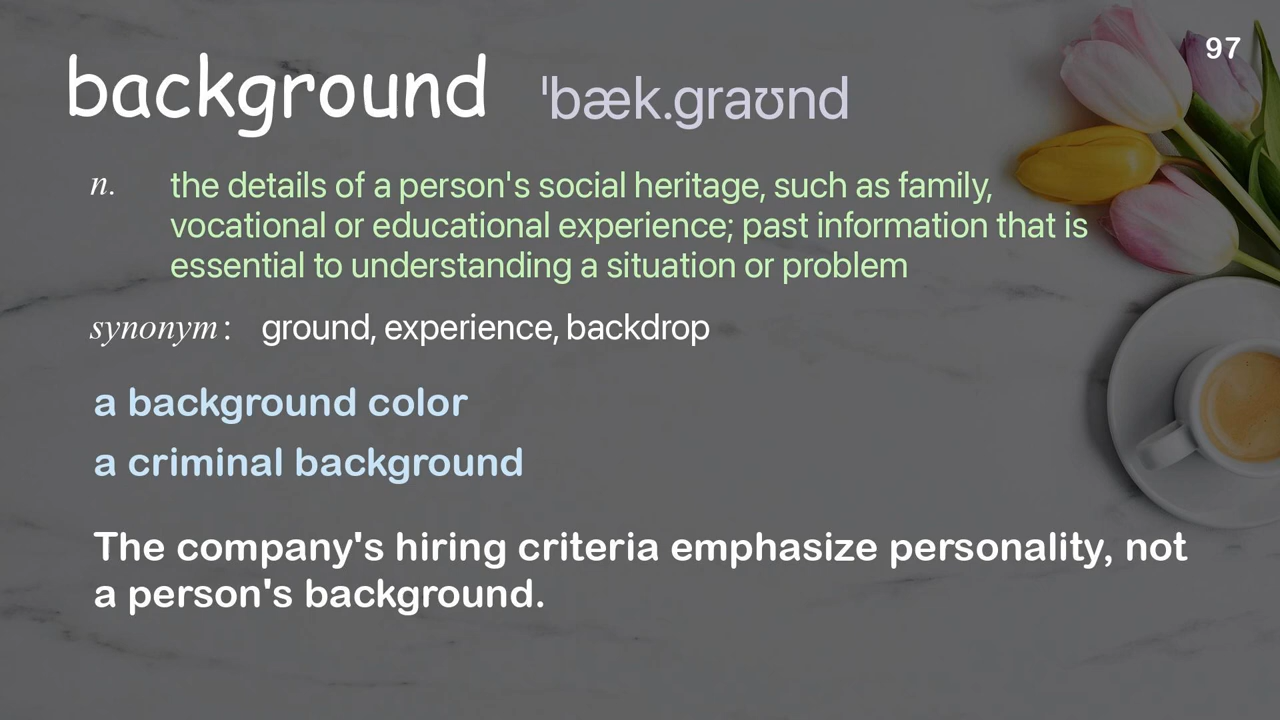 97
background ˈbæk.graʊnd
n. the details of a person's social heritage, such as family,
vocational or educational experience; past information that is
essential to understanding a situation or problem
synonym: ground, experience, backdrop
a background color
a criminal background
The company's hiring criteria emphasize personality, not
a person's background.